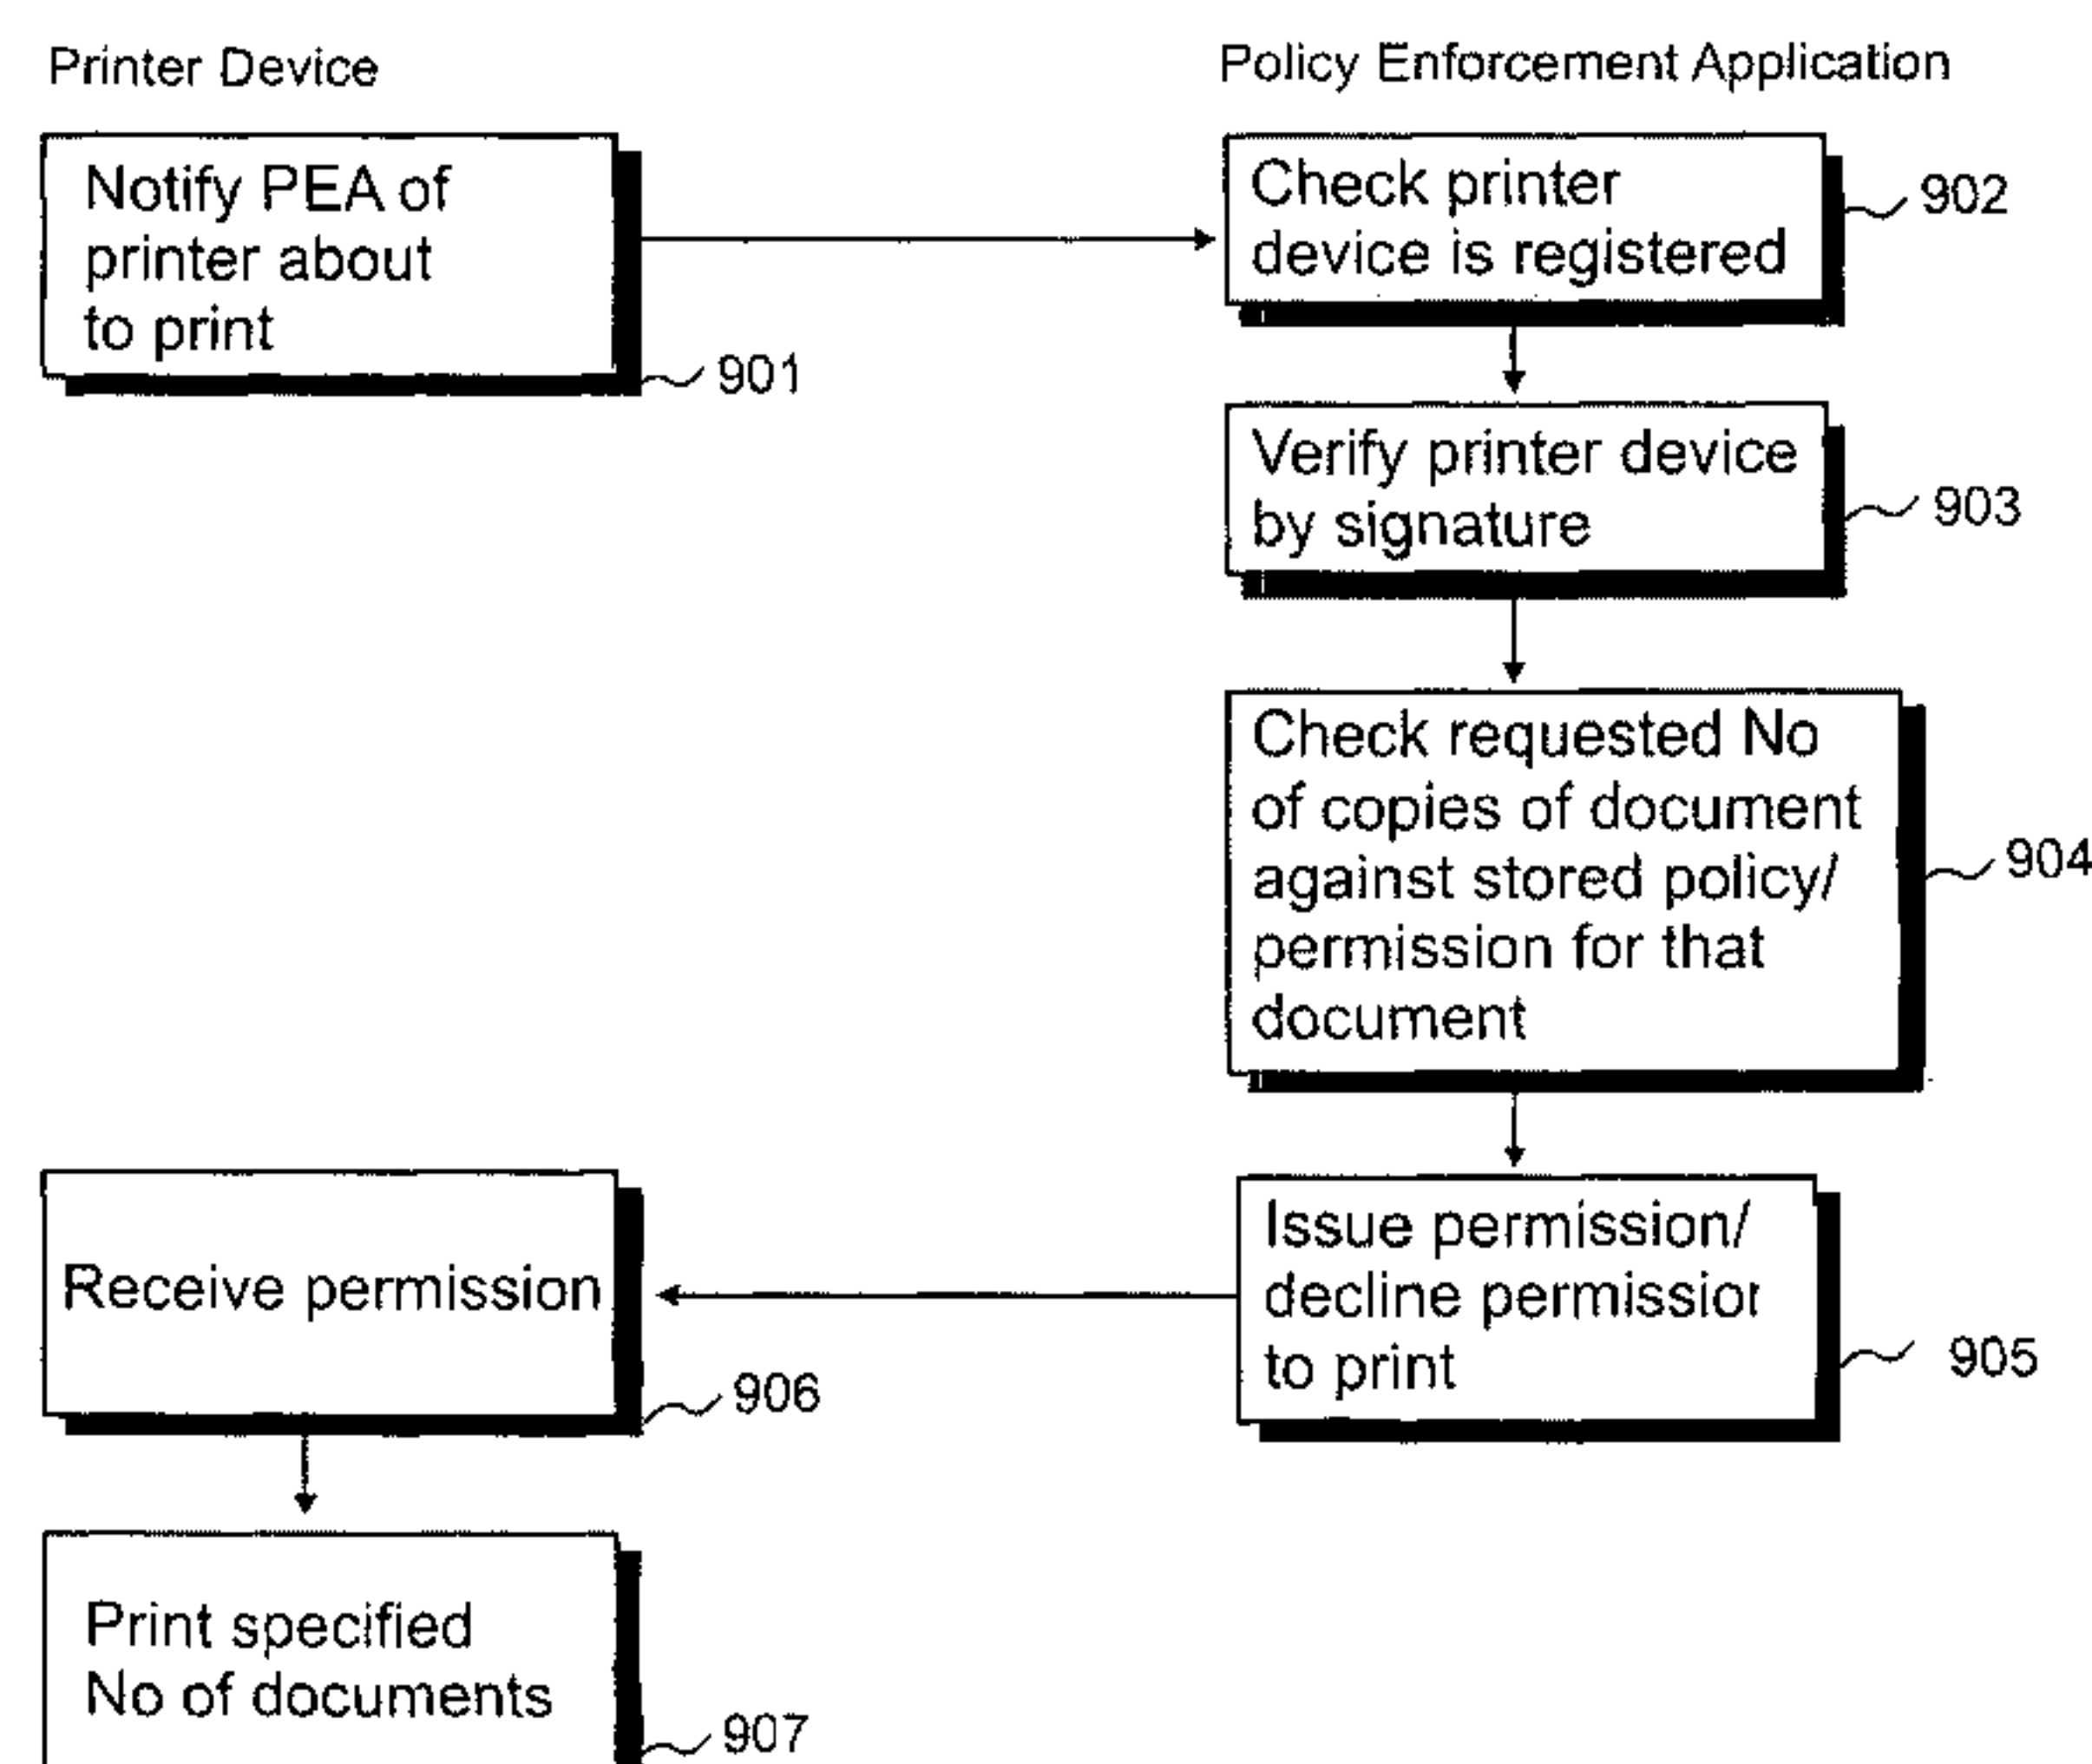 Printer Device
Policy Enforcement Application
Notify PEA of
printer about
to print
901
Check printer
device is registered
902
Verify printer device
by signature
903
Check requested No
of copies of document
against stored policy/
permission for that
document
904
Issue permission/
decline permission
to print
905
Receive permission
906
Print specified
No of documents
907